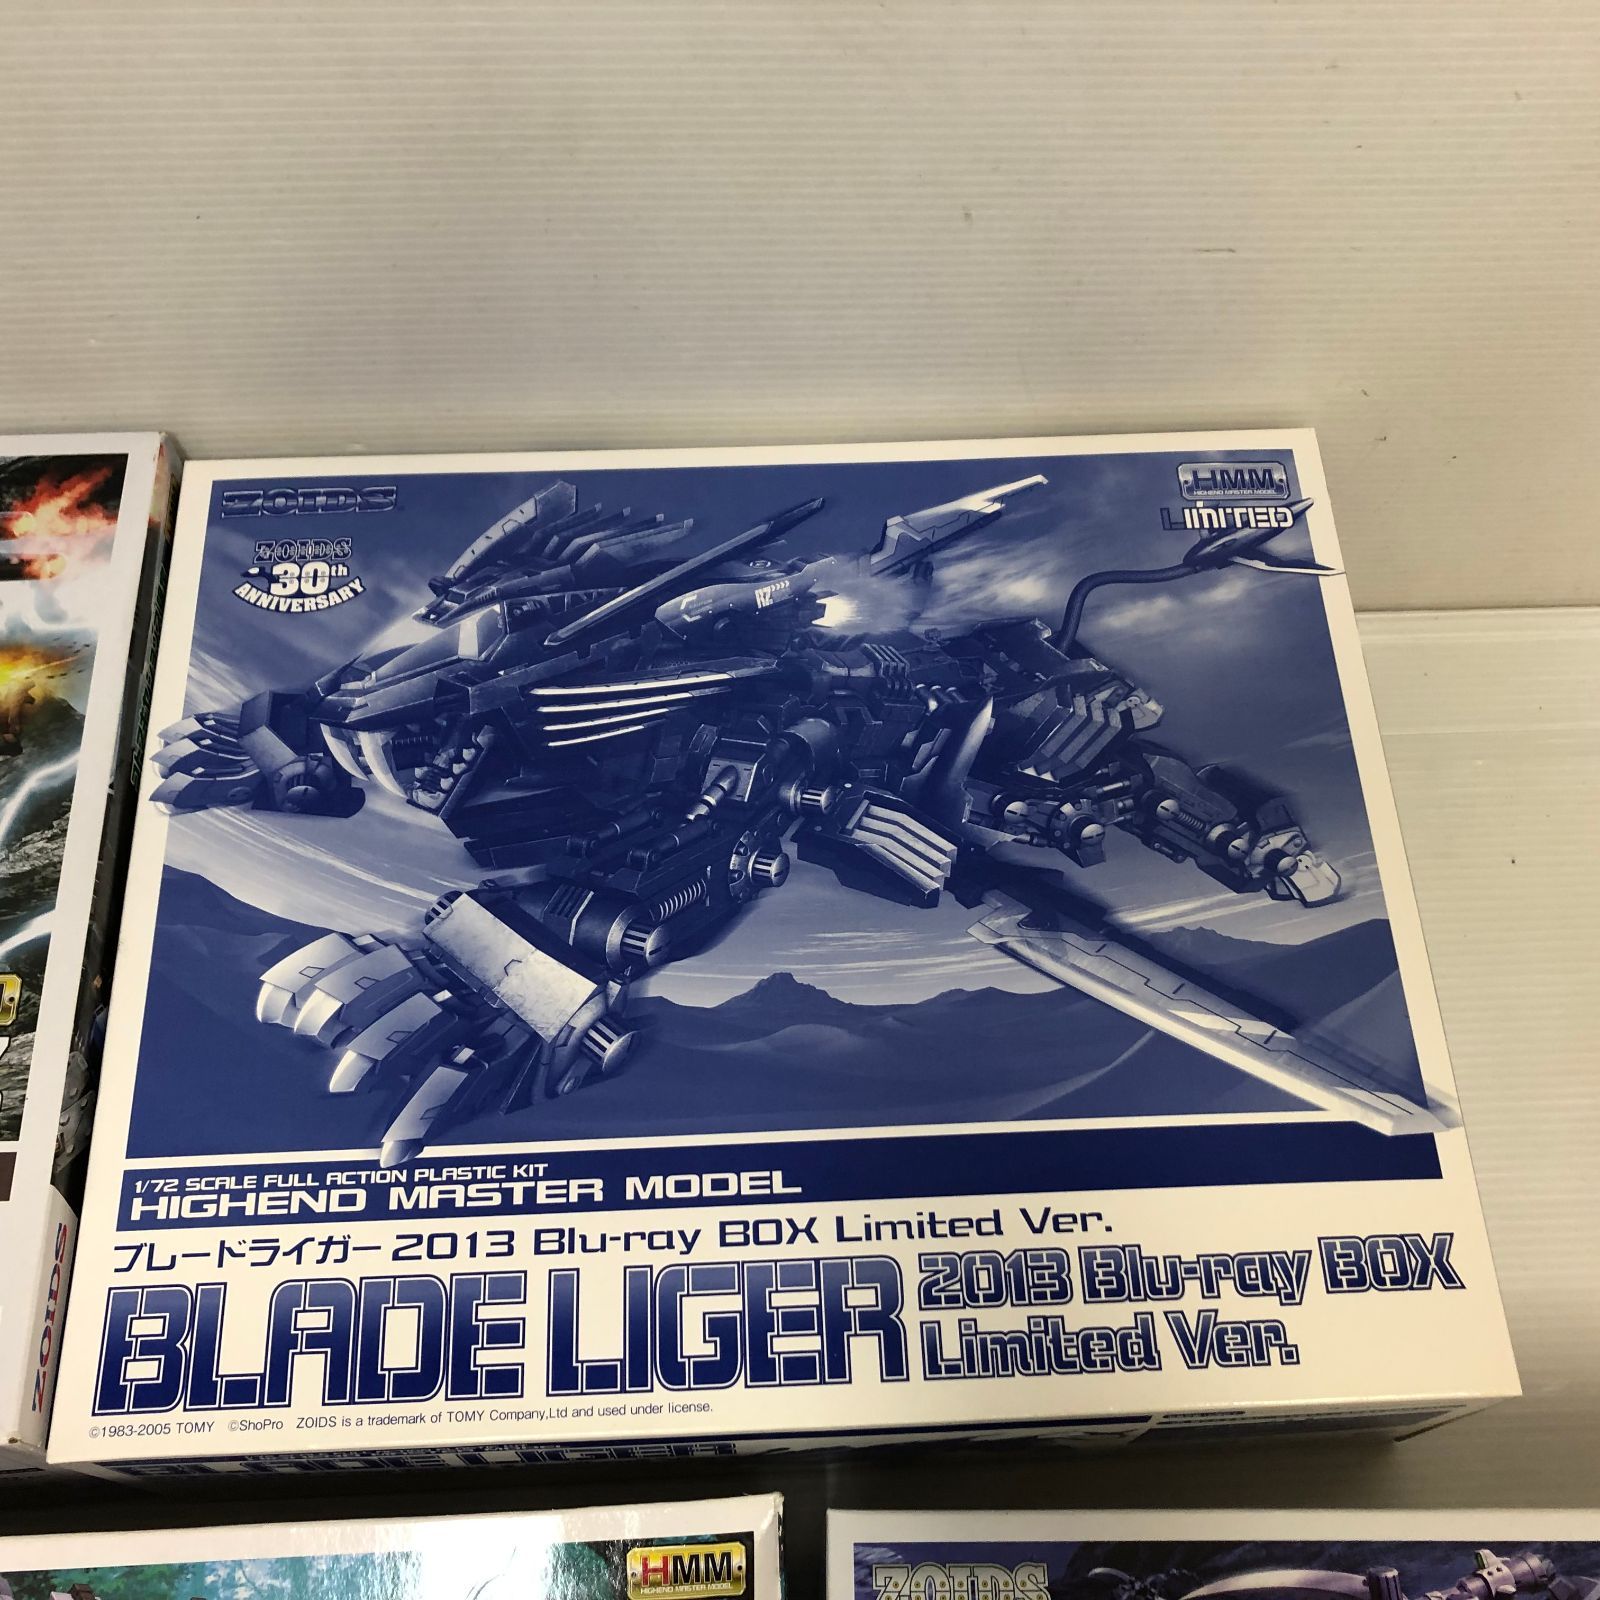 ZOIDS
ZOIDS
30th
ANNIVERSARY
HMM
HIGHEND MASTER MODEL
LIMITED
RZ
1/72 SCALE FULL ACTION PLASTIC KIT
HIGHEND MASTER MODEL
ブレードライガー 2013 Blu-ray BOX Limited Ver.
BLADE LIGER 2013 Blu-ray BOX
Limited Ver.
©1983-2005 TOMY ©ShoPro ZOIDS is a trademark of TOMY Company,Ltd and used under license.
BLADE LIGER
ZOIDS
HMM
HIGHEND MASTER MODEL
ZOIDS